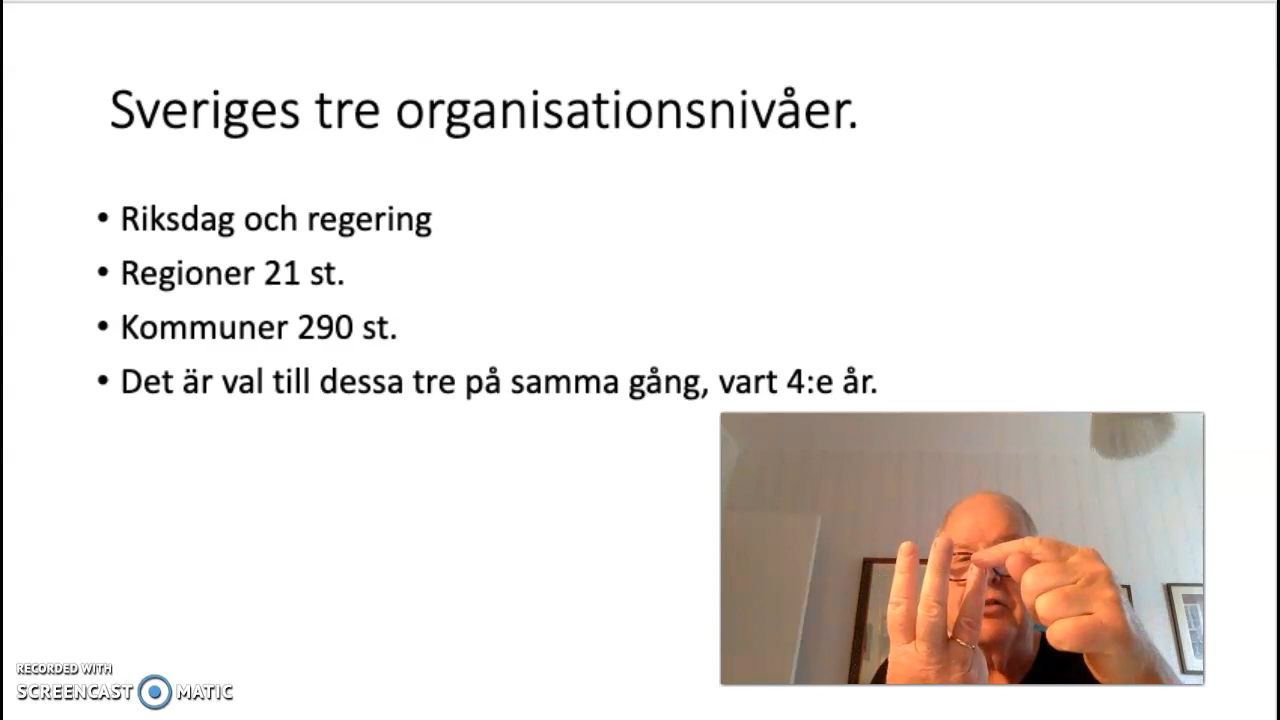 Sveriges tre organisationsnivåer.
• Riksdag och regering
• Regioner 21 st.
• Kommuner 290 st.
• Det är val till dessa tre på samma gång, vart 4:e år.
RECORDED WITH
SCREENCAST MATIC